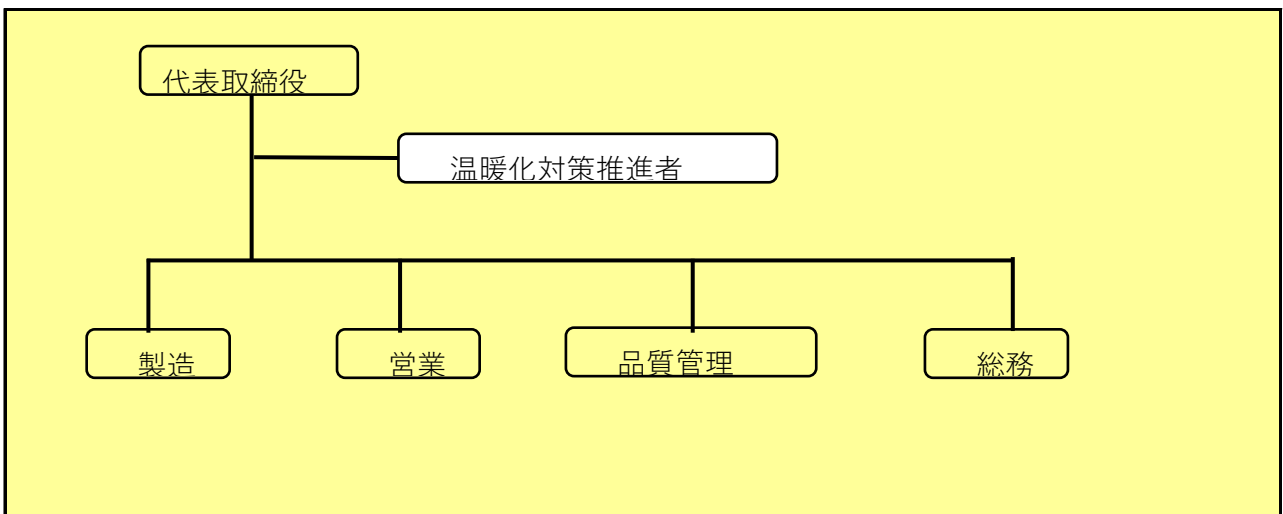 代表取締役
温暖化対策推進者
製造
営業
品質管理
総務